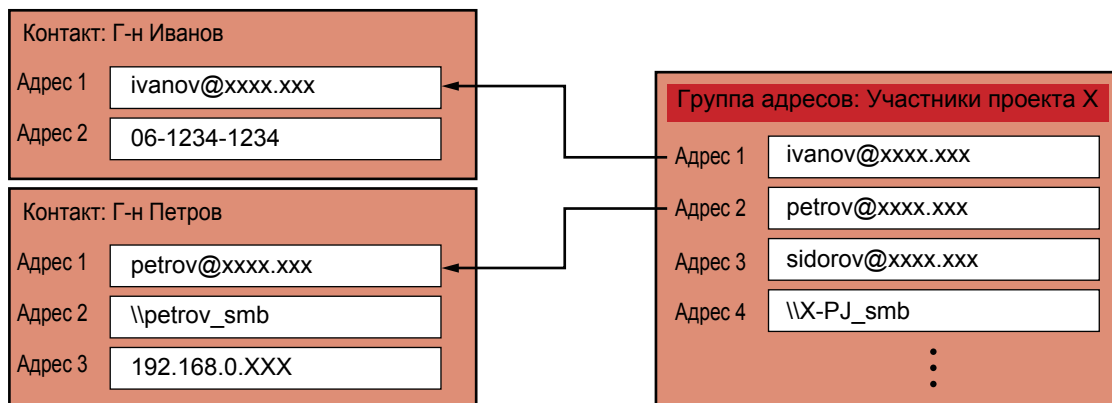 Контакт: Г-н Иванов
Адрес 1 ivanov@xxxx.xxx
Адрес 2 06-1234-1234
Контакт: Г-н Петров
Адрес 1 petrov@xxxx.xxx
Адрес 2 \\petrov_smb
Адрес 3 192.168.0.XXX
Группа адресов: Участники проекта X
Адрес 1 ivanov@xxxx.xxx
Адрес 2 petrov@xxxx.xxx
Адрес 3 sidorov@xxxx.xxx
Адрес 4 \\X-PJ_smb